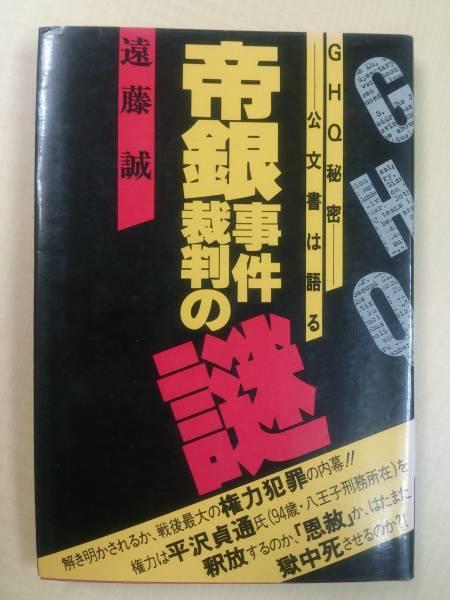 GHQ秘密
公文書は語る
遠藤誠
帝銀事件
裁判の
謎
GHQ
解き明かされるか、戦後最大の権力犯罪の内幕!!
権力は平沢貞通氏(94歳・八王子刑務所在)を
釈放するのか、「恩赦」か、はたまた
獄中死させるのか?!